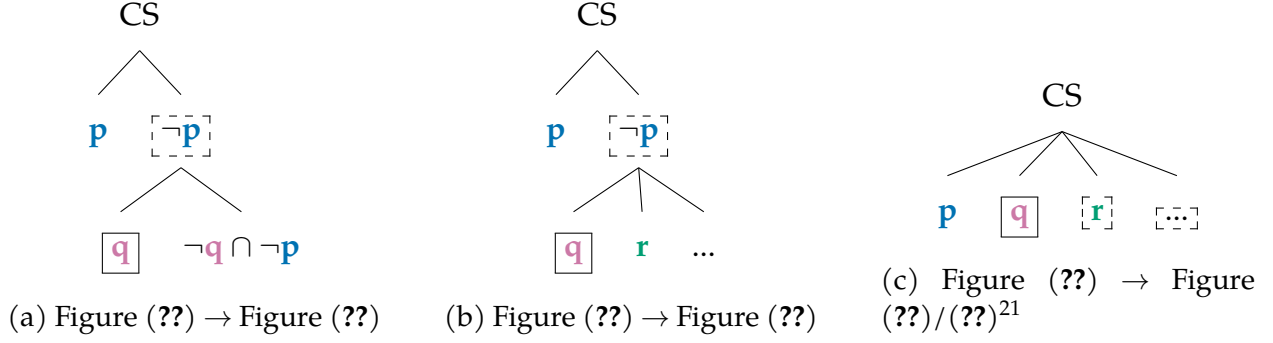 CS
p ¬p
q ¬q ∩ ¬p
(a) Figure (??) → Figure (??)
CS
p ¬p
q r ...
(b) Figure (??) → Figure (??)
CS
p q r ...
(c) Figure (??) → Figure
(??)/(??)²¹